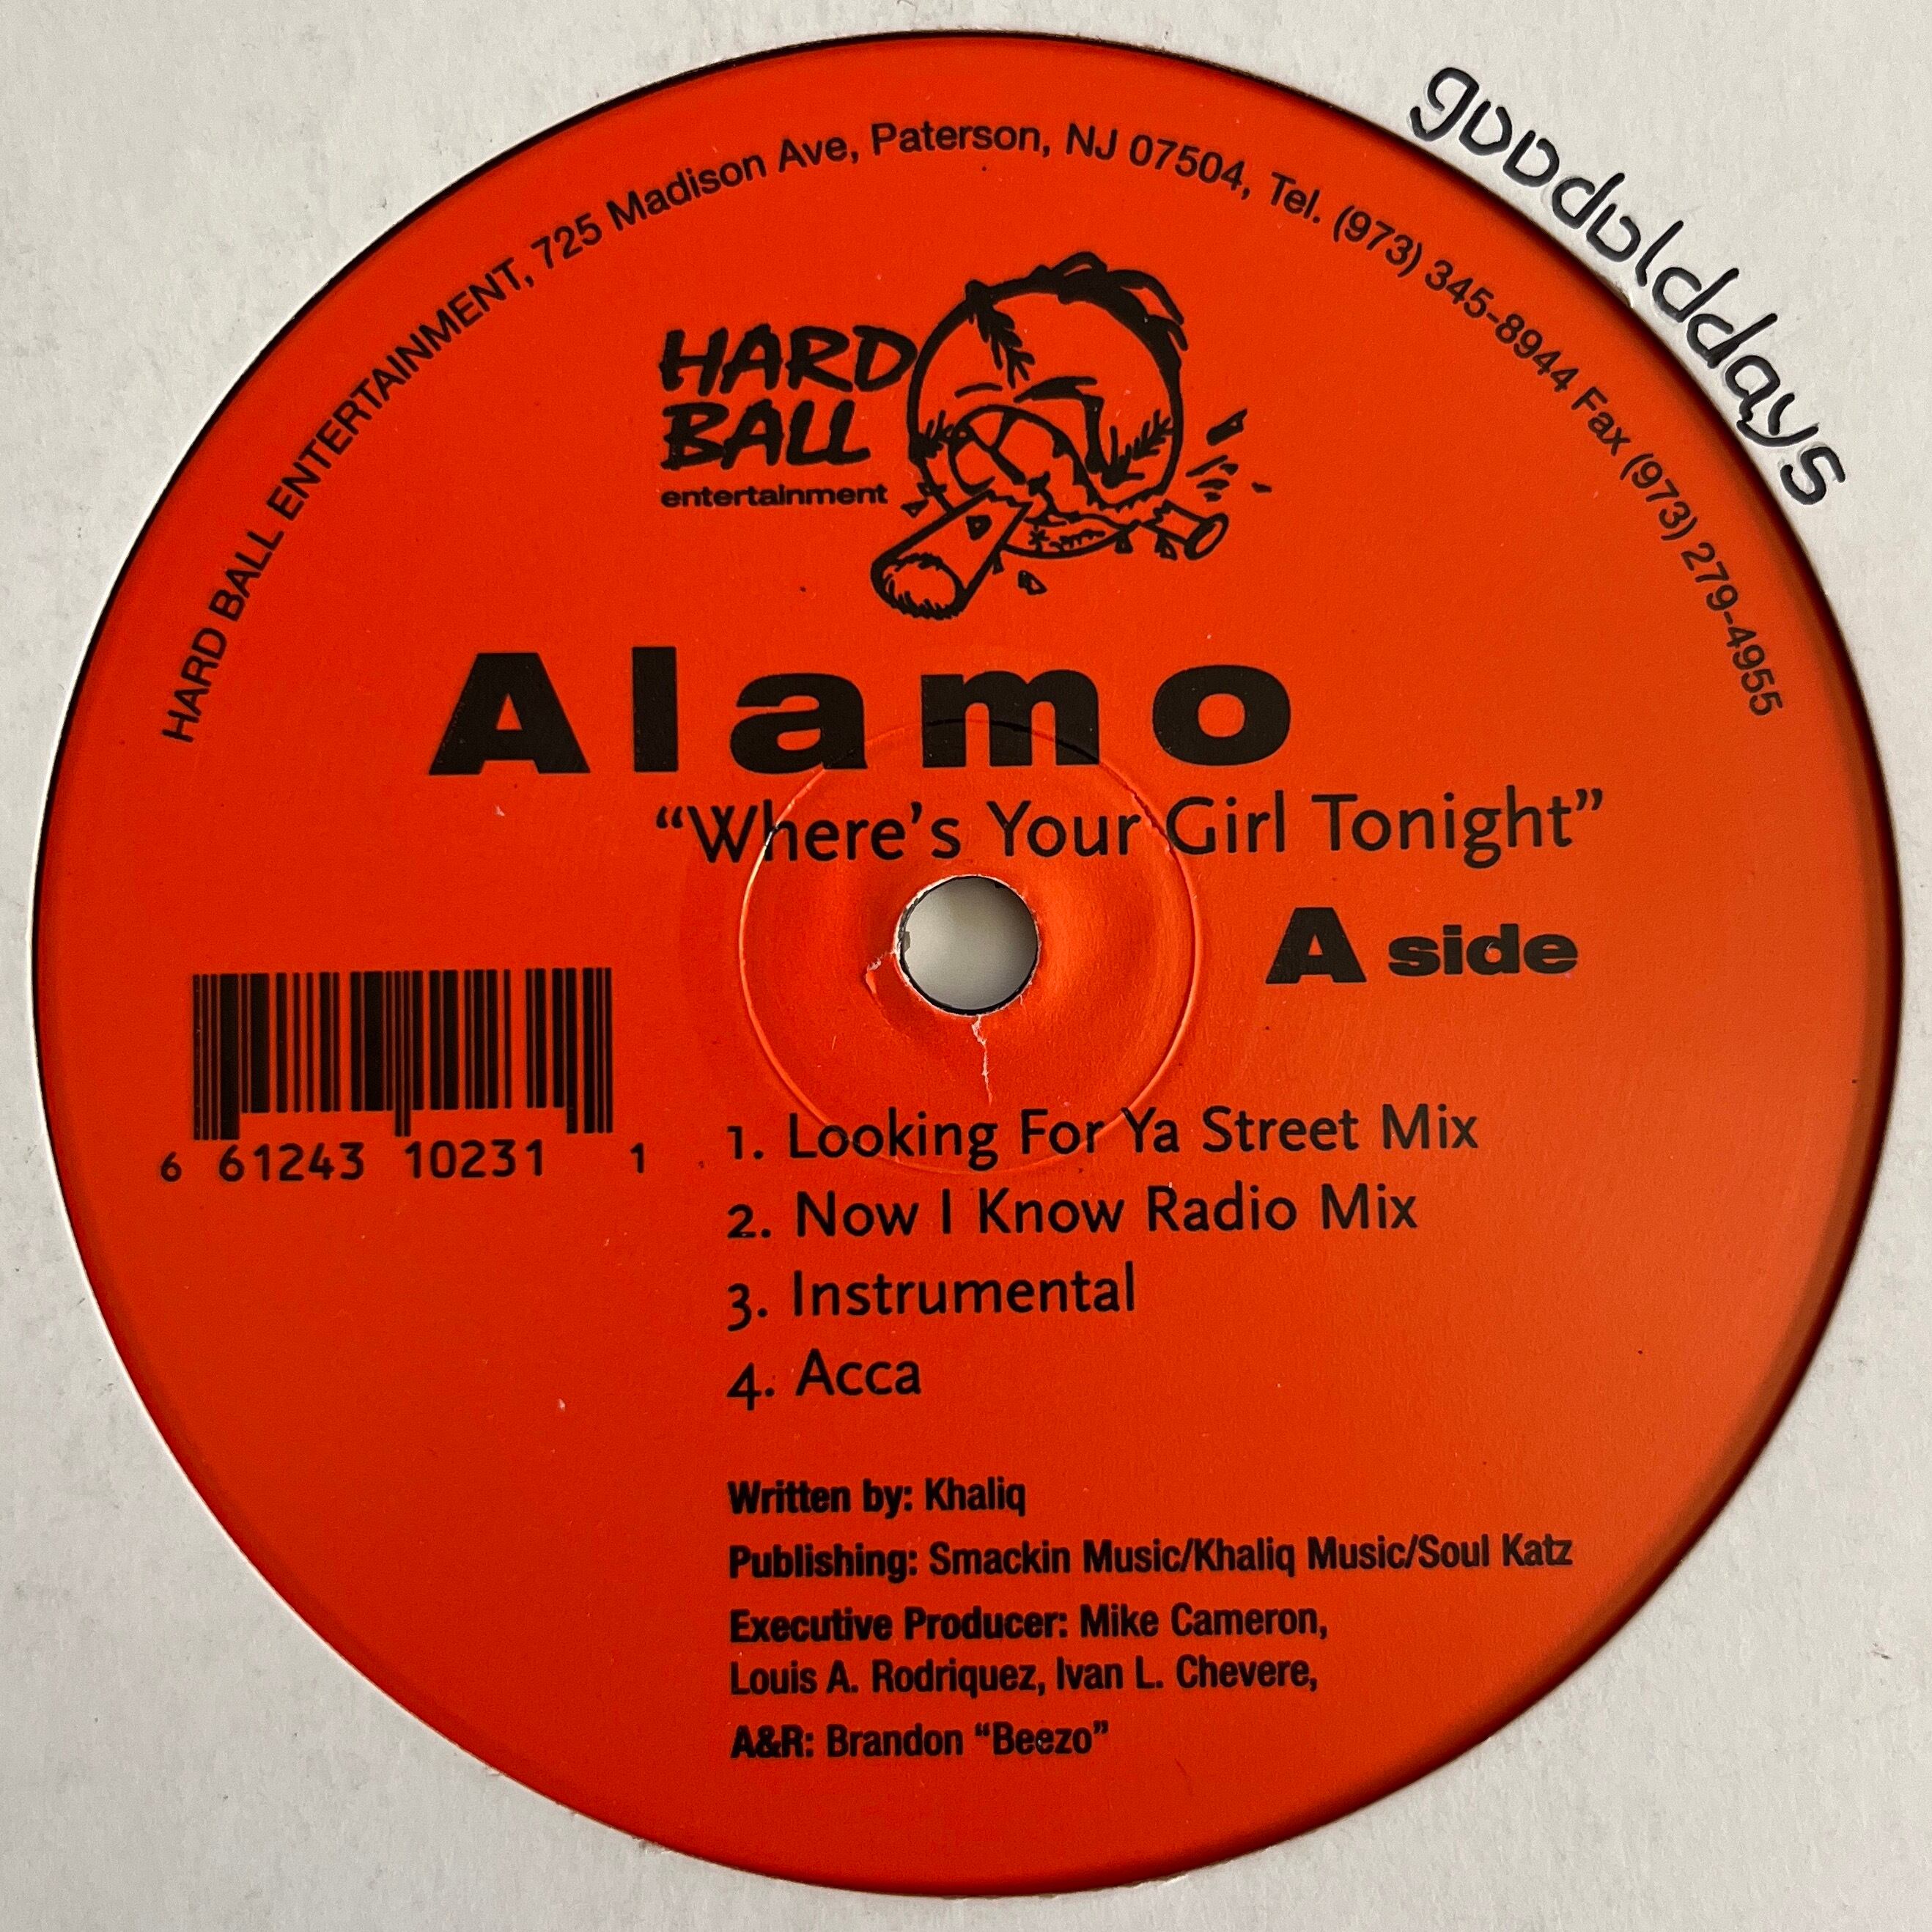 HARD BALL ENTERTAINMENT, 725 Madison Ave, Paterson, NJ 07504, Tel. (973) 345-8944 Fax (973) 279-4955
goodolddays
HARD
BALL
entertainment
Alamo
“Where’s Your Girl Tonight”
A side
6 61243 10231 1
1. Looking For Ya Street Mix
2. Now I Know Radio Mix
3. Instrumental
4. Acca
Written by: Khaliq
Publishing: Smackin Music/Khaliq Music/Soul Katz
Executive Producer: Mike Cameron,
Louis A. Rodriquez, Ivan L. Chevere,
A&R: Brandon “Beezo”